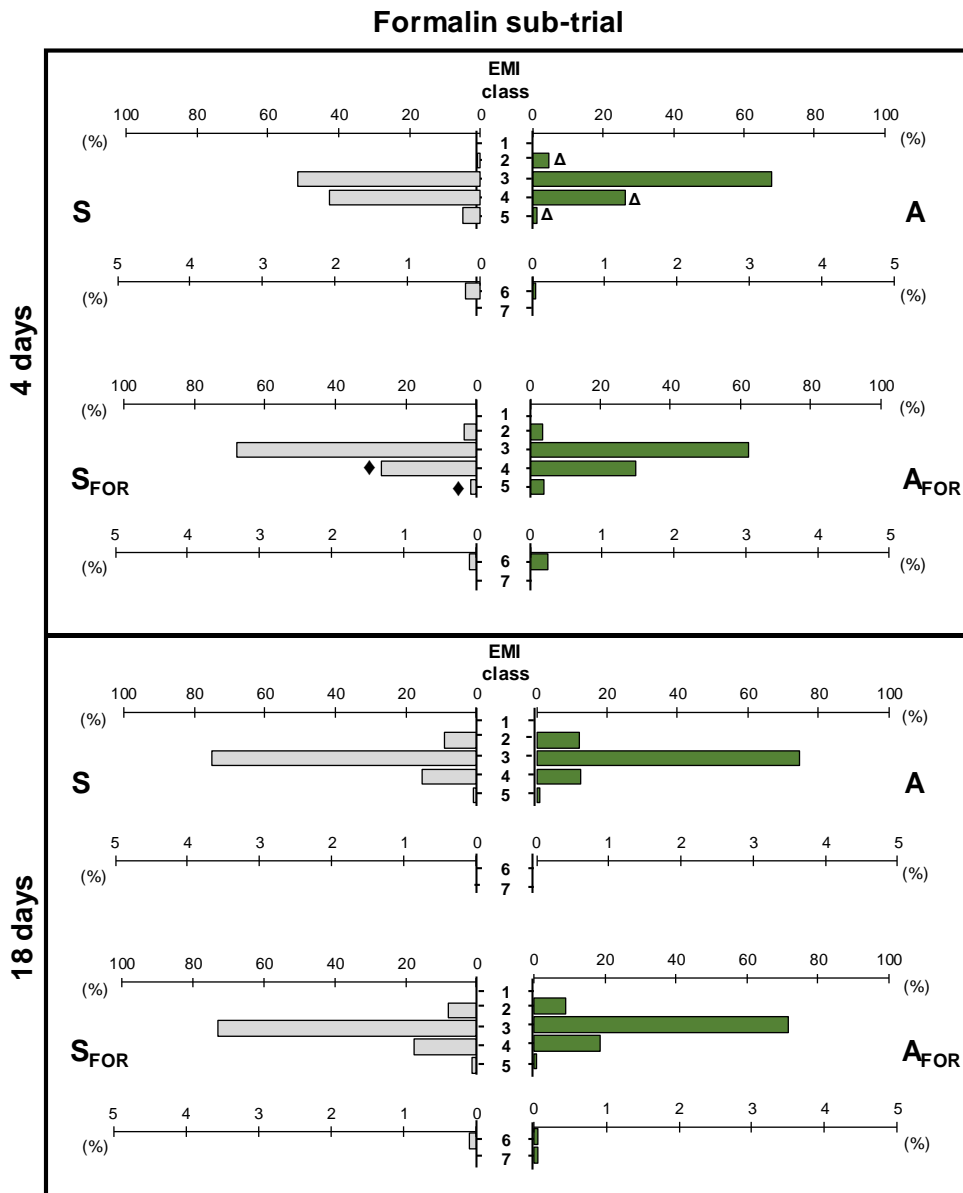 Formalin sub-trial
4 days
EMI
class
100 80 60 40 20 0
0 20 40 60 80 100
(%)
(%)
1
2 Δ
3
4 Δ
5 Δ
S
A
5 4 3 2 1 0
0 1 2 3 4 5
(%)
(%)
6
7
100 80 60 40 20 0
0 20 40 60 80 100
(%)
(%)
1
2
3
♦ 4
♦ 5
SFOR
AFOR
5 4 3 2 1 0
0 1 2 3 4 5
(%)
(%)
6
7
18 days
EMI
class
100 80 60 40 20 0
0 20 40 60 80 100
(%)
(%)
1
2
3
4
5
S
A
5 4 3 2 1 0
0 1 2 3 4 5
(%)
(%)
6
7
100 80 60 40 20 0
0 20 40 60 80 100
(%)
(%)
1
2
3
4
5
SFOR
AFOR
5 4 3 2 1 0
0 1 2 3 4 5
(%)
(%)
6
7